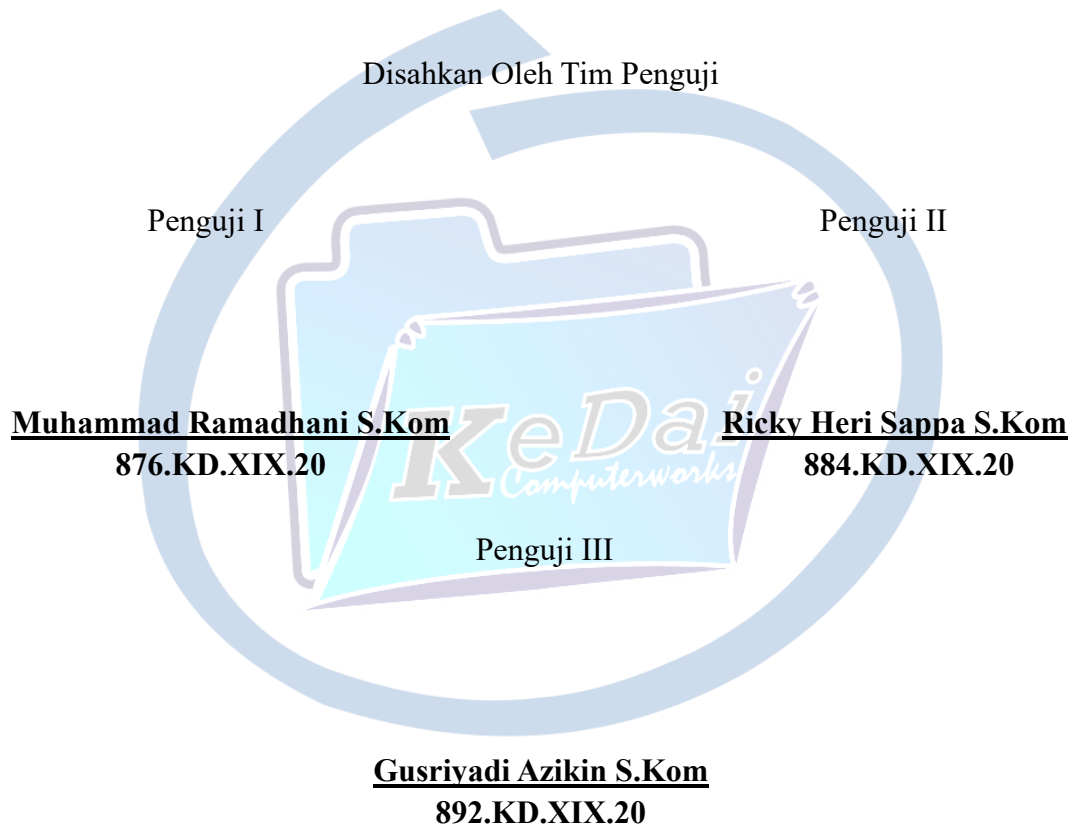 Disahkan Oleh Tim Penguji
Penguji I
Penguji II
Muhammad Ramadhani S.Kom
876.KD.XIX.20
Ricky Heri Sappa S.Kom
884.KD.XIX.20
KeDai
Computerworks
Penguji III
Gusriyadi Azikin S.Kom
892.KD.XIX.20